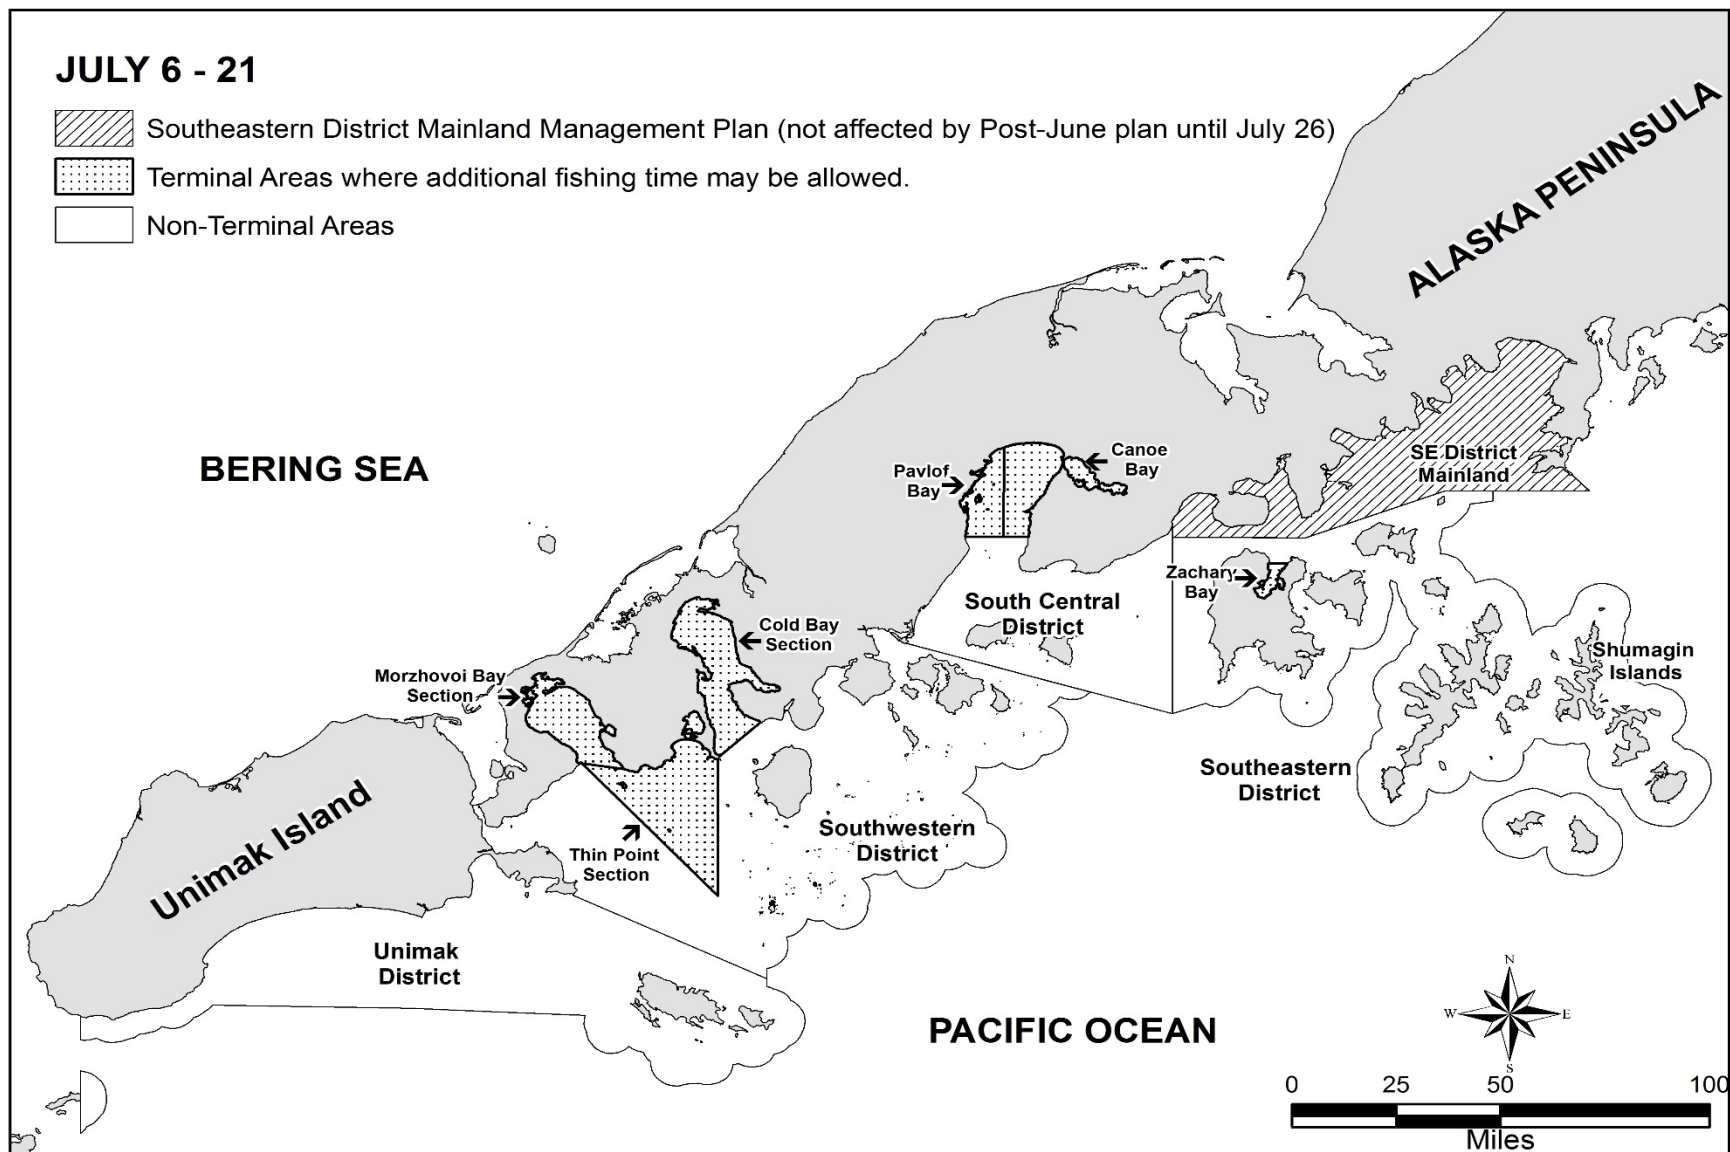 JULY 6 - 21
Southeastern District Mainland Management Plan (not affected by Post-June plan until July 26)
Terminal Areas where additional fishing time may be allowed.
Non-Terminal Areas
ALASKA PENINSULA
BERING SEA
Canoe
Bay
Pavlof
Bay
SE District
Mainland
Zachary
Bay
South Central
District
Cold Bay
Section
Shumagin
Islands
Morzhovoi Bay
Section
Southeastern
District
Unimak Island
Southwestern
District
Thin Point
Section
Unimak
District
PACIFIC OCEAN
N
W
E
S
0 25 50 100
Miles